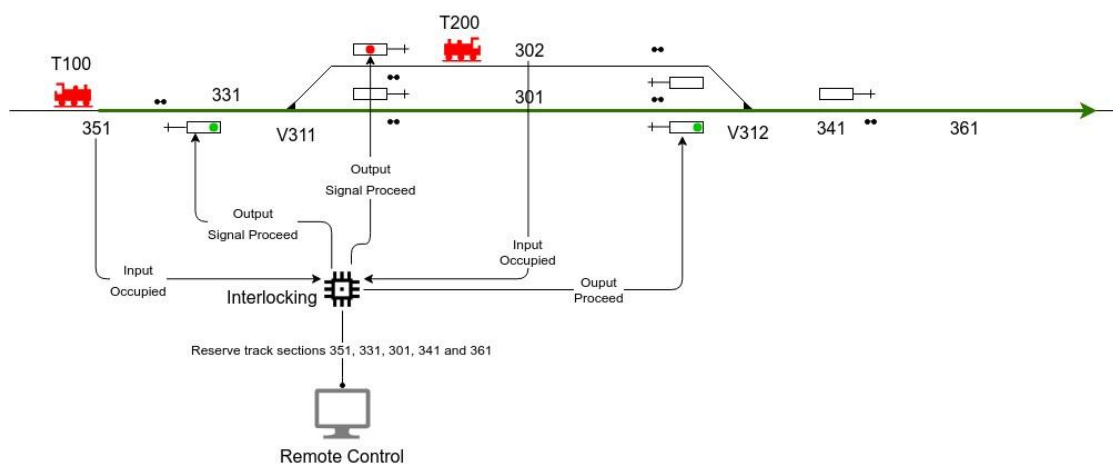 T200
T100
302
331
301
351
V311
V312
341
361
Output
Signal Proceed
Output
Signal Proceed
Input
Occupied
Input
Occupied
Ouput
Proceed
Interlocking
Reserve track sections 351, 331, 301, 341 and 361
Remote Control